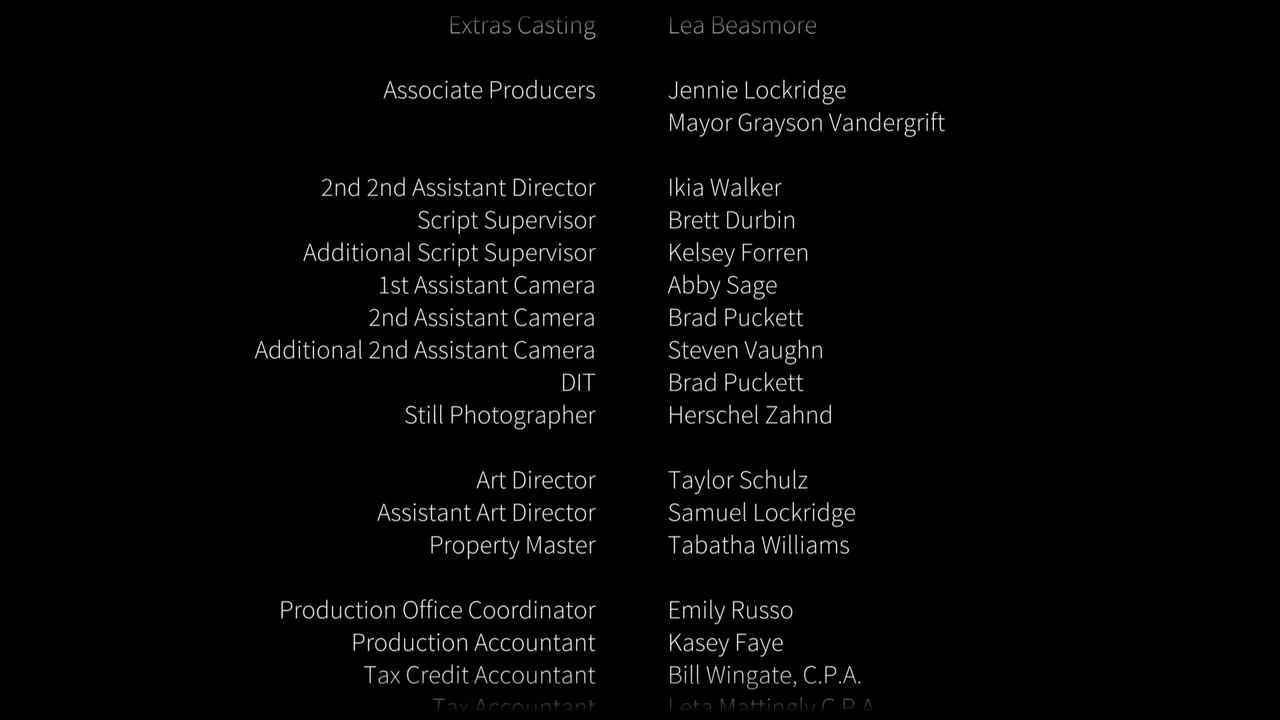 Extras Casting Lea Beasmore
Associate Producers Jennie Lockridge
Mayor Grayson Vandergrift
2nd 2nd Assistant Director Ikia Walker
Script Supervisor Brett Durbin
Additional Script Supervisor Kelsey Forren
1st Assistant Camera Abby Sage
2nd Assistant Camera Brad Puckett
Additional 2nd Assistant Camera Steven Vaughn
DIT Brad Puckett
Still Photographer Herschel Zahnd
Art Director Taylor Schulz
Assistant Art Director Samuel Lockridge
Property Master Tabatha Williams
Production Office Coordinator Emily Russo
Production Accountant Kasey Faye
Tax Credit Accountant Bill Wingate, C.P.A.
Tax Accountant Leta Mattingly C.P.A.